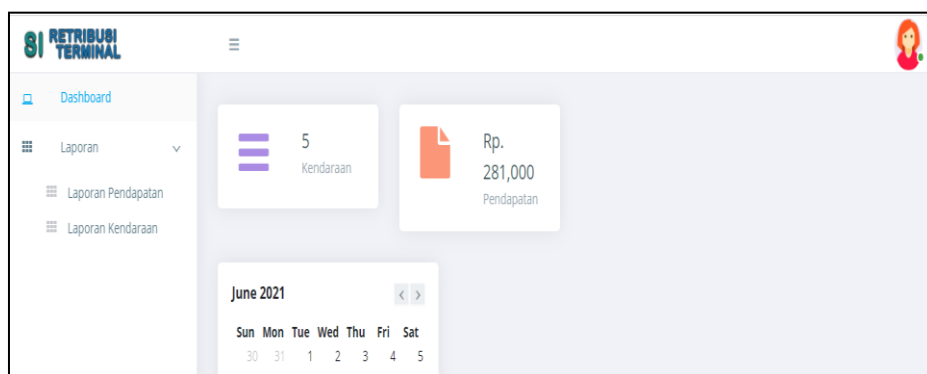 SI RETRIBUSI
TERMINAL
Dashboard
Laporan
Laporan Pendapatan
Laporan Kendaraan
5
Kendaraan
Rp.
281,000
Pendapatan
June 2021
Sun Mon Tue Wed Thu Fri Sat
30 31 1 2 3 4 5